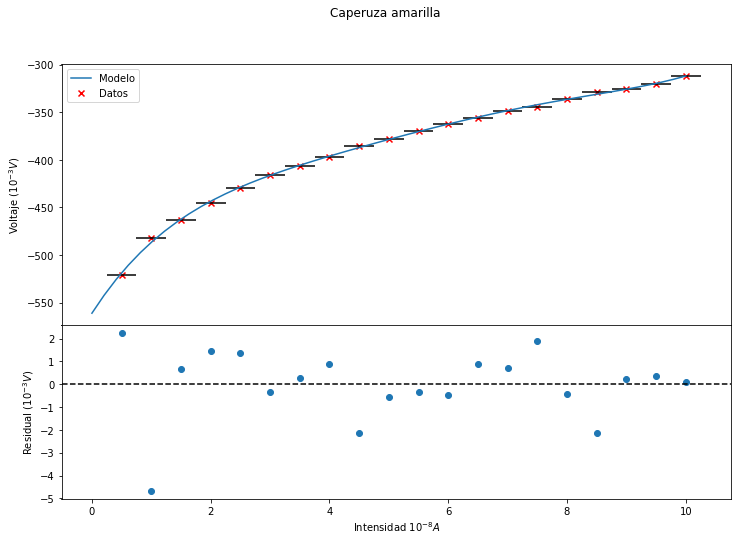 Caperuza amarilla
−300
−350
−400
−450
−500
−550
Voltaje (10⁻³V)
Modelo
Datos
2
1
0
−1
−2
−3
−4
−5
Residual (10⁻³V)
0 2 4 6 8 10
Intensidad 10⁻⁸A